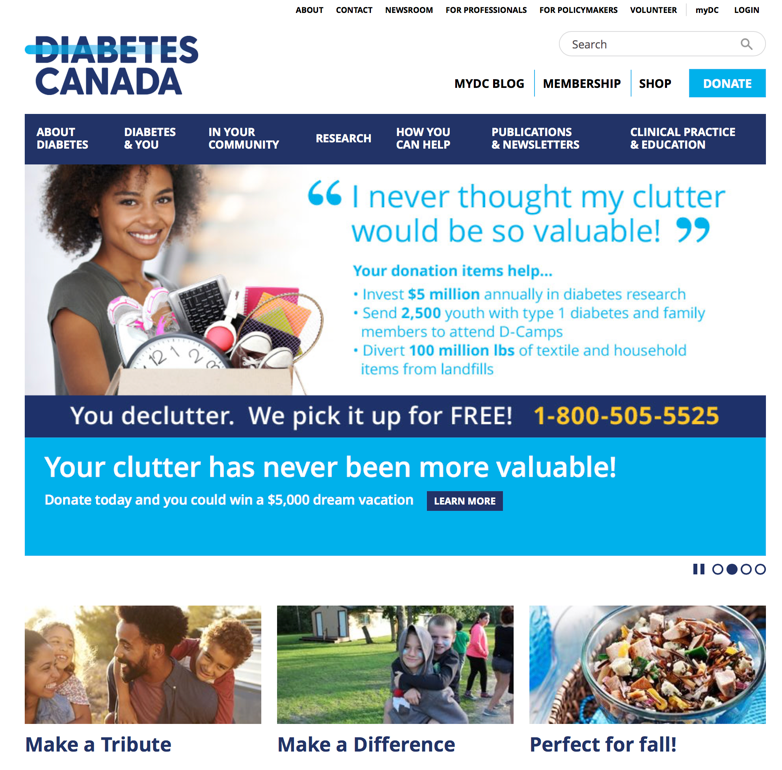 ABOUT CONTACT NEWSROOM FOR PROFESSIONALS FOR POLICYMAKERS VOLUNTEER myDC LOGIN
DIABETES
CANADA
Search
MYDC BLOG MEMBERSHIP SHOP DONATE
ABOUT
DIABETES
DIABETES
& YOU
IN YOUR
COMMUNITY
RESEARCH
HOW YOU
CAN HELP
PUBLICATIONS
& NEWSLETTERS
CLINICAL PRACTICE
& EDUCATION
“ I never thought my clutter
would be so valuable! ”
Your donation items help...
• Invest $5 million annually in diabetes research
• Send 2,500 youth with type 1 diabetes and family
members to attend D-Camps
• Divert 100 million lbs of textile and household
items from landfills
12 1 2
You declutter. We pick it up for FREE! 1-800-505-5525
Your clutter has never been more valuable!
Donate today and you could win a $5,000 dream vacation LEARN MORE
Make a Tribute
Make a Difference
Perfect for fall!